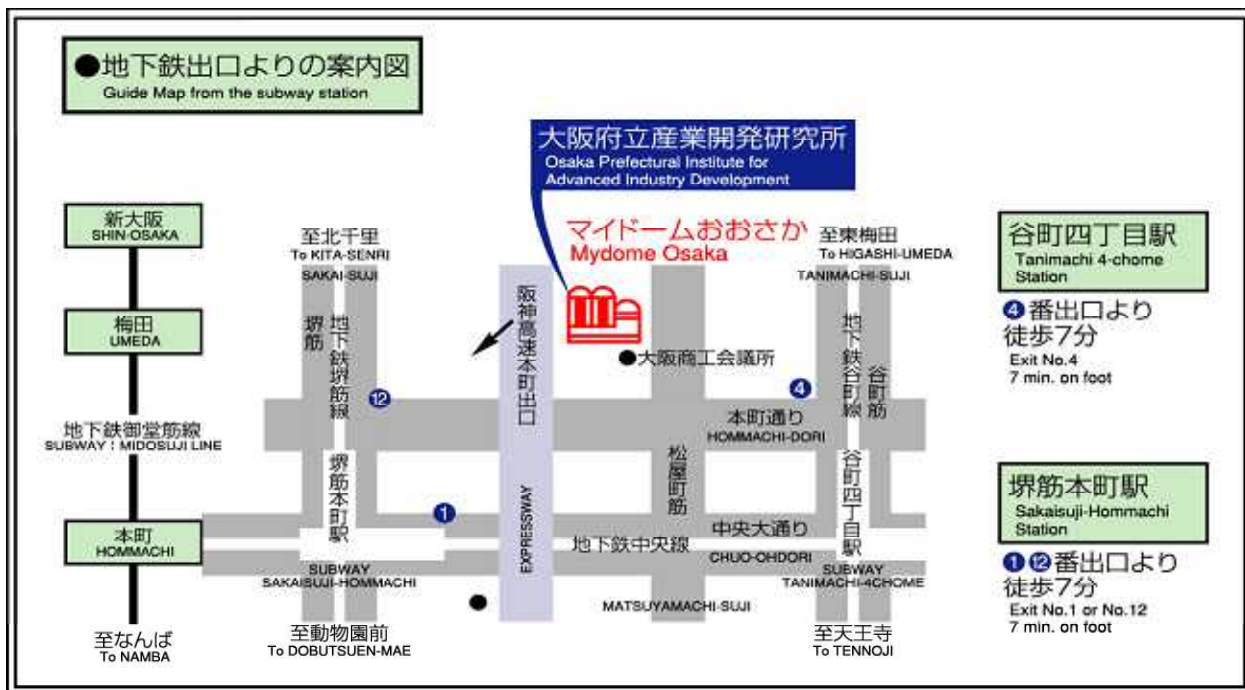 ●地下鉄出口よりの案内図
Guide Map from the subway station
大阪府立産業開発研究所
Osaka Prefectural Institute for
Advanced Industry Development
マイドームおおさか
Mydome Osaka
新大阪
SHIN-OSAKA
梅田
UMEDA
地下鉄御堂筋線
SUBWAY : MIDOSUJI LINE
本町
HOMMACHI
至なんば
To NAMBA
至北千里
To KITA-SENRI
SAKAI-SUJI
堺筋
地下鉄堺筋線
12
堺筋本町駅
1
SUBWAY
SAKAISUJI-HOMMACHI
至動物園前
To DOBUTSUEN-MAE
阪神高速本町出口
EXPRESSWAY
●大阪商工会議所
4
本町通り
HOMMACHI-DORI
松屋町筋
中央大通り
地下鉄中央線
CHUO-OHDORI
MATSUYAMACHI-SUJI
至東梅田
To HIGASHI-UMEDA
TANIMACHI-SUJI
地下鉄谷町線
谷町筋
谷町四丁目駅
SUBWAY
TANIMACHI-4CHOME
至天王寺
To TENNOJI
谷町四丁目駅
Tanimachi 4-chome
Station
4番出口より
徒歩7分
Exit No.4
7 min. on foot
堺筋本町駅
Sakaisuji-Hommachi
Station
1 12番出口より
徒歩7分
Exit No.1 or No.12
7 min. on foot